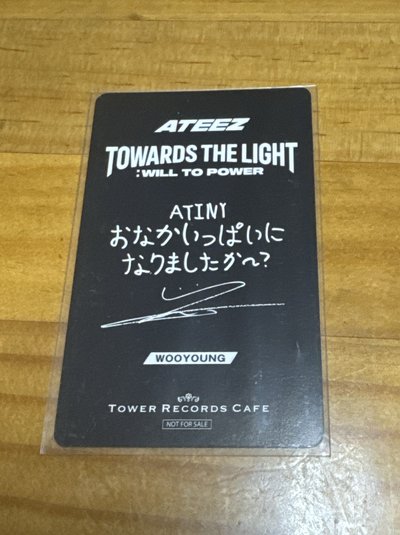 ATEEZ
TOWARDS THE LIGHT
:WILL TO POWER
ATINY
おなかいっぱいに
なりましたか〜?
WOOYOUNG
TOWER RECORDS CAFE
NOT FOR SALE